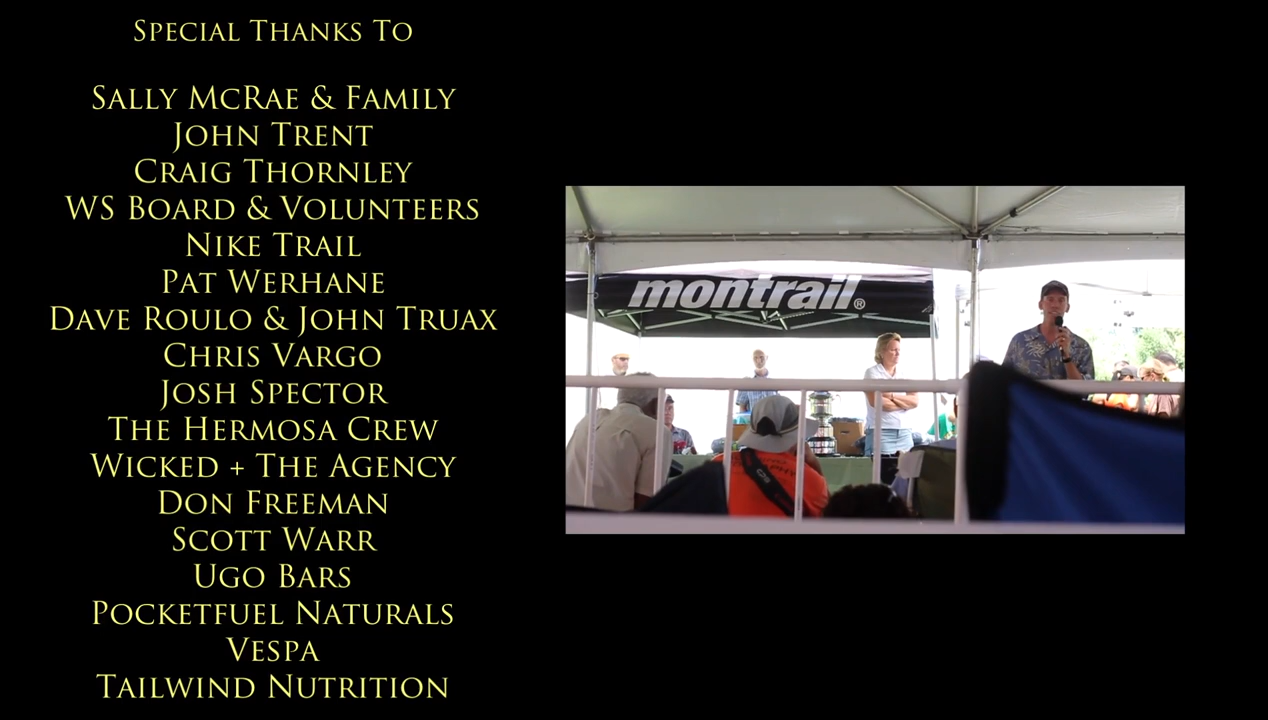 Special Thanks To
Sally McRae & Family
John Trent
Craig Thornley
WS Board & Volunteers
Nike Trail
Pat Werhane
Dave Roulo & John Truax
Chris Vargo
Josh Spector
The Hermosa Crew
Wicked + The Agency
Don Freeman
Scott Warr
Ugo Bars
Pocketfuel Naturals
Vespa
Tailwind Nutrition
montrail®